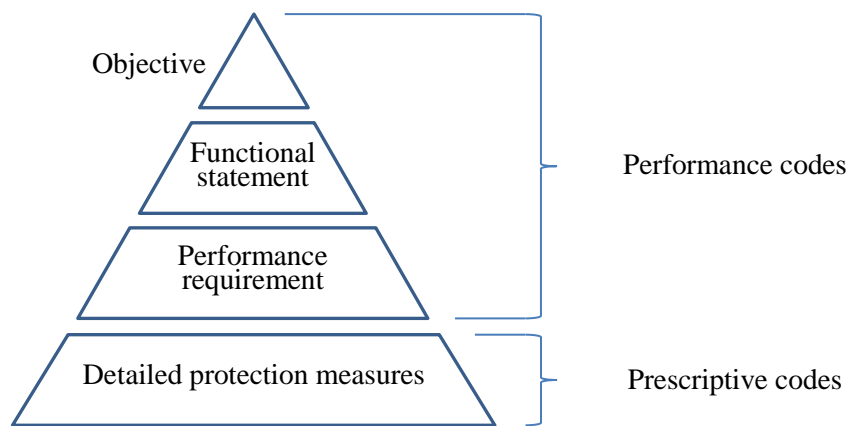 Objective
Functional
statement
Performance codes
Performance
requirement
Detailed protection measures
Prescriptive codes